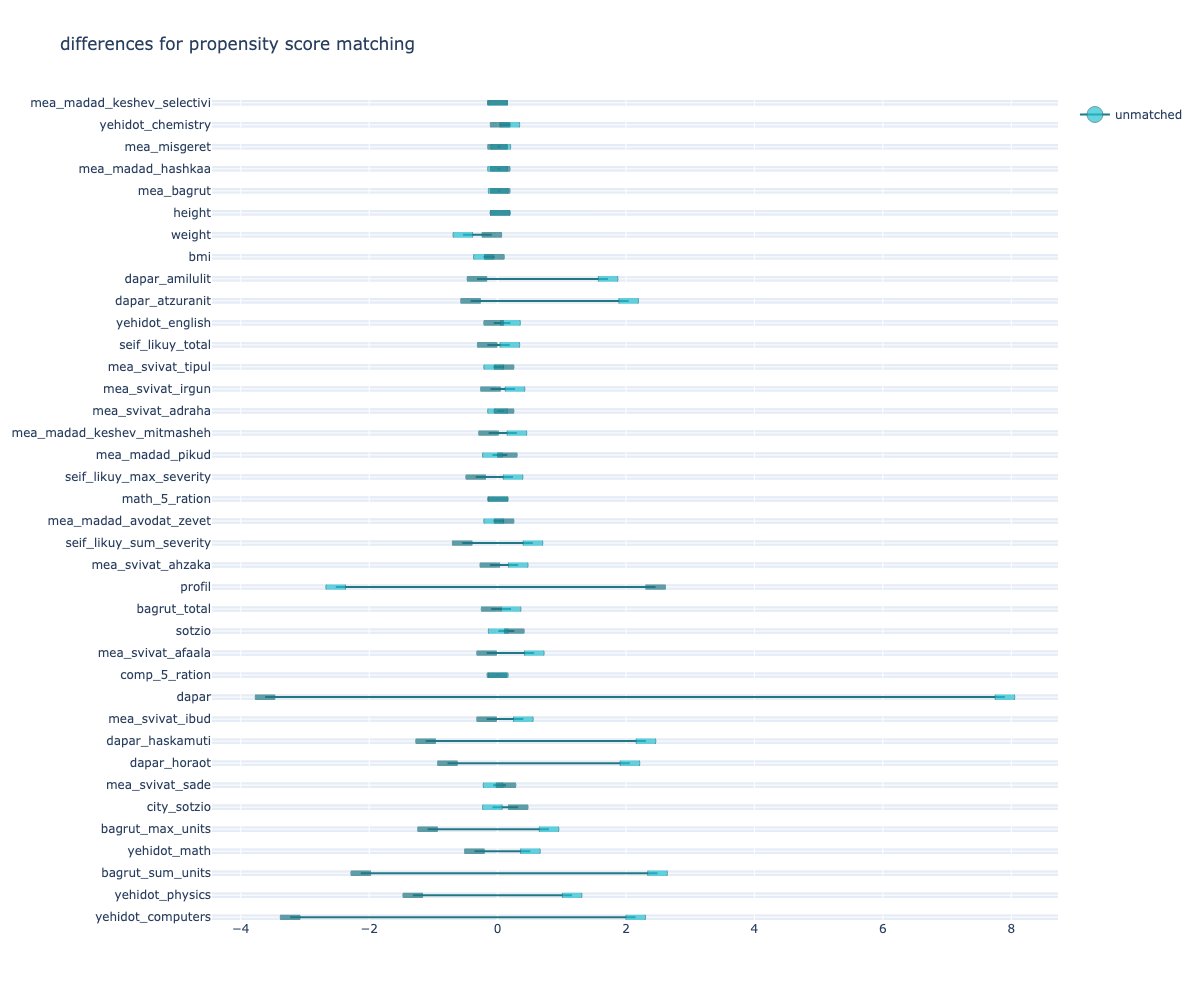 differences for propensity score matching
unmatched
mea_madad_keshev_selectivi
yehidot_chemistry
mea_misgeret
mea_madad_hashkaa
mea_bagrut
height
weight
bmi
dapar_amilulit
dapar_atzuranit
yehidot_english
seif_likuy_total
mea_svivat_tipul
mea_svivat_irgun
mea_svivat_adraha
mea_madad_keshev_mitmasheh
mea_madad_pikud
seif_likuy_max_severity
math_5_ration
mea_madad_avodat_zevet
seif_likuy_sum_severity
mea_svivat_ahzaka
profil
bagrut_total
sotzio
mea_svivat_afaala
comp_5_ration
dapar
mea_svivat_ibud
dapar_haskamuti
dapar_horaot
mea_svivat_sade
city_sotzio
bagrut_max_units
yehidot_math
bagrut_sum_units
yehidot_physics
yehidot_computers
−4 −2 0 2 4 6 8